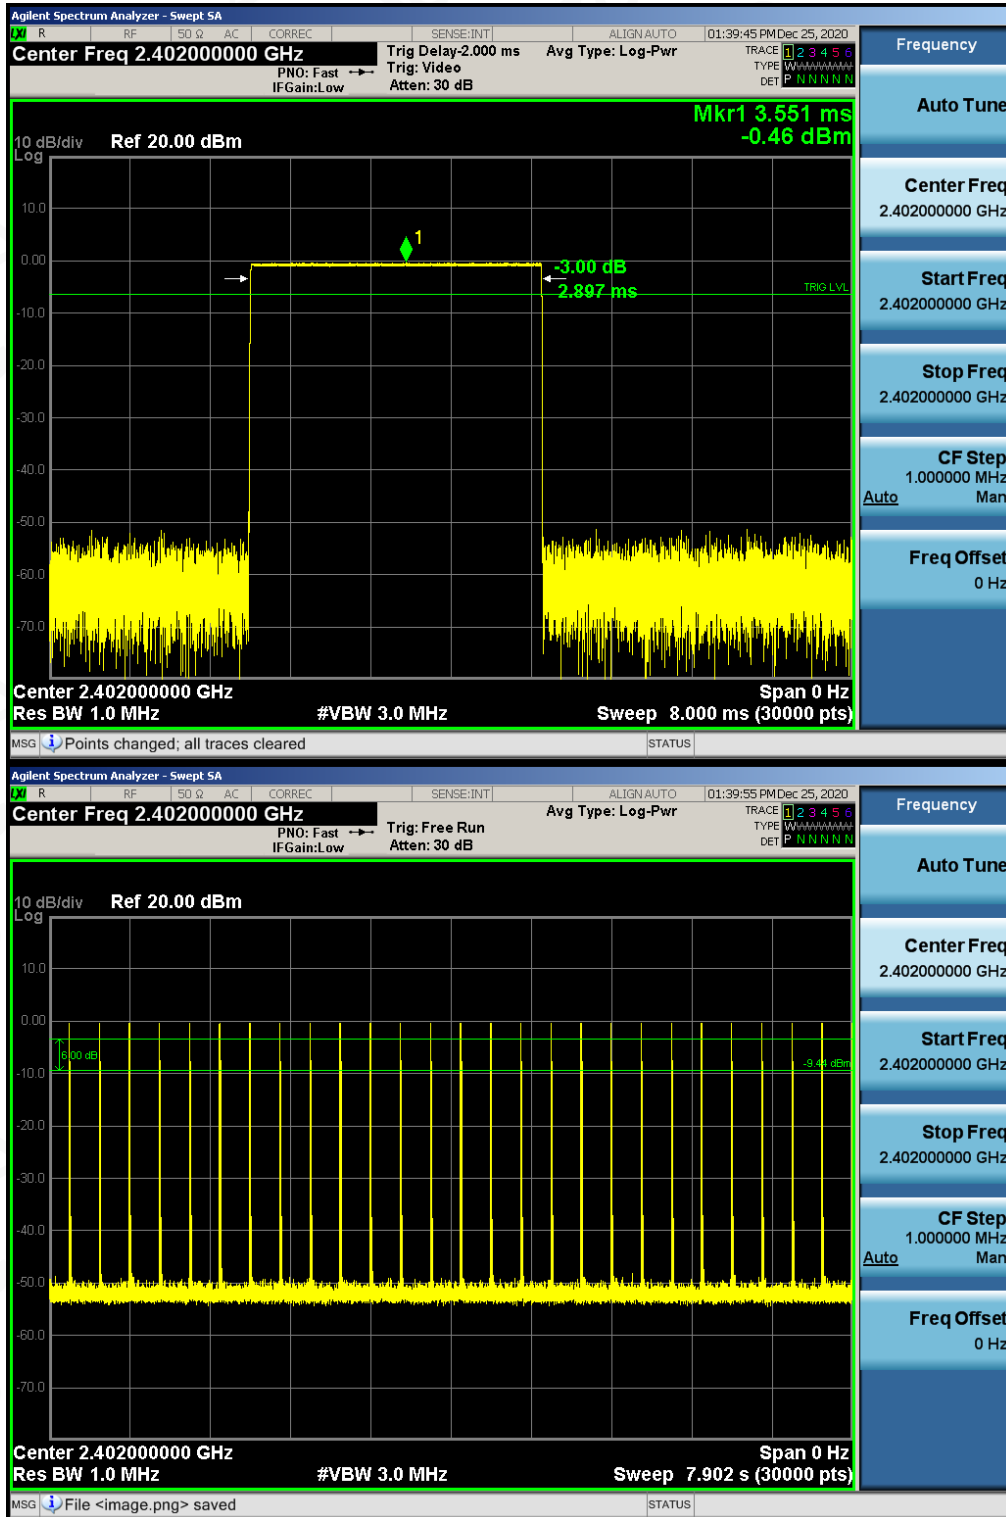 Agilent Spectrum Analyzer - Swept SA
LXI R RF 50 Ω AC CORREC SENSE:INT ALIGN AUTO 01:39:45 PM Dec 25, 2020
Center Freq 2.402000000 GHz
PNO: Fast
IFGain:Low
Trig Delay-2.000 ms
Trig: Video
Atten: 30 dB
Avg Type: Log-Pwr
TRACE 1 2 3 4 5 6
TYPE WWWWWW
DET P N N N N N
Mkr1 3.551 ms
-0.46 dBm
10 dB/div Ref 20.00 dBm
Log
10.0
0.00
-10.0
-20.0
-30.0
-40.0
-50.0
-60.0
-70.0
1
-3.00 dB
2.897 ms
TRIG LVL
Center 2.402000000 GHz Span 0 Hz
Res BW 1.0 MHz #VBW 3.0 MHz Sweep 8.000 ms (30000 pts)
MSG Points changed; all traces cleared STATUS
Frequency
Auto Tune
Center Freq
2.402000000 GHz
Start Freq
2.402000000 GHz
Stop Freq
2.402000000 GHz
CF Step
1.000000 MHz
Auto Man
Freq Offset
0 Hz
Agilent Spectrum Analyzer - Swept SA
LXI R RF 50 Ω AC CORREC SENSE:INT ALIGN AUTO 01:39:55 PM Dec 25, 2020
Center Freq 2.402000000 GHz
PNO: Fast
IFGain:Low
Trig: Free Run
Atten: 30 dB
Avg Type: Log-Pwr
TRACE 1 2 3 4 5 6
TYPE WWWWWW
DET P N N N N N
10 dB/div Ref 20.00 dBm
Log
10.0
0.00
-10.0
-20.0
-30.0
-40.0
-50.0
-60.0
-70.0
6.00 dB
-9.44 dBm
Center 2.402000000 GHz Span 0 Hz
Res BW 1.0 MHz #VBW 3.0 MHz Sweep 7.902 s (30000 pts)
MSG File <image.png> saved STATUS
Frequency
Auto Tune
Center Freq
2.402000000 GHz
Start Freq
2.402000000 GHz
Stop Freq
2.402000000 GHz
CF Step
1.000000 MHz
Auto Man
Freq Offset
0 Hz